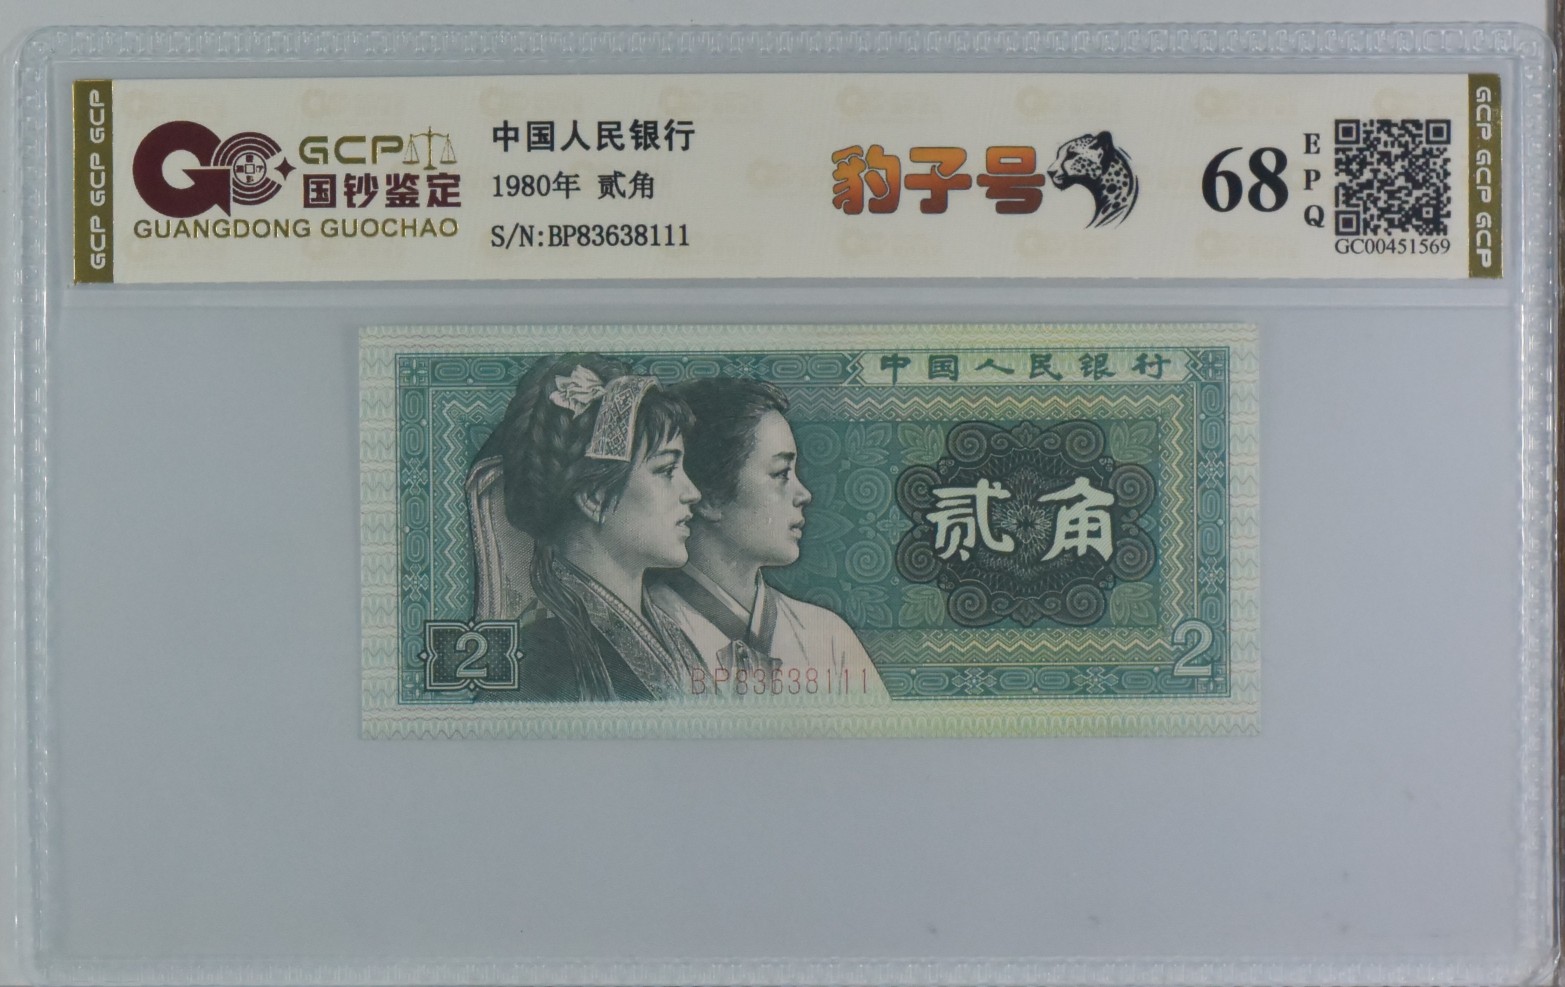 GCP GCP GCP
GCP
国钞鉴定
GUANGDONG GUOCHAO
中国人民银行
1980年 贰角
S/N:BP83638111
豹子号
68
EPQ
GC00451569
GCP GCP GCP
中国人民银行
贰角
2
2
BP83638111